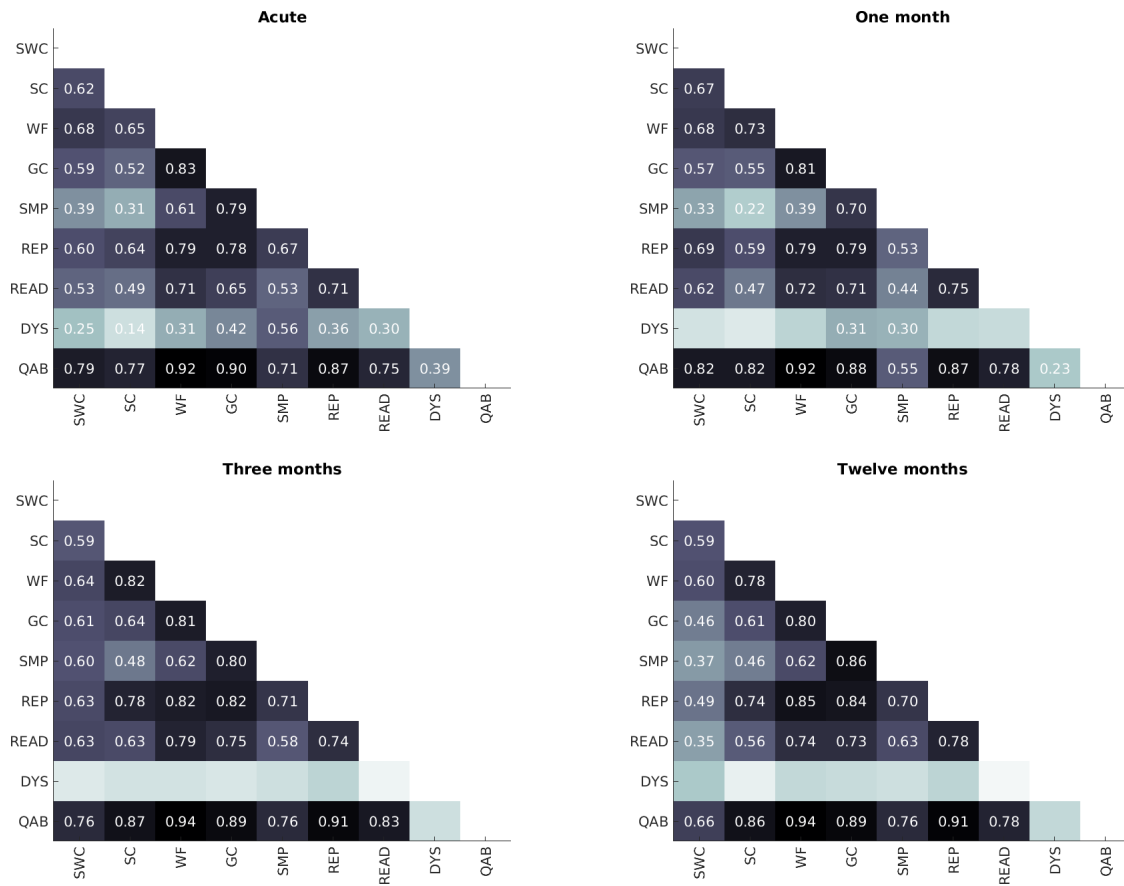 Acute
SWC
SC 0.62
WF 0.68 0.65
GC 0.59 0.52 0.83
SMP 0.39 0.31 0.61 0.79
REP 0.60 0.64 0.79 0.78 0.67
READ 0.53 0.49 0.71 0.65 0.53 0.71
DYS 0.25 0.14 0.31 0.42 0.56 0.36 0.30
QAB 0.79 0.77 0.92 0.90 0.71 0.87 0.75 0.39
SWC SC WF GC SMP REP READ DYS QAB
One month
SWC
SC 0.67
WF 0.68 0.73
GC 0.57 0.55 0.81
SMP 0.33 0.22 0.39 0.70
REP 0.69 0.59 0.79 0.79 0.53
READ 0.62 0.47 0.72 0.71 0.44 0.75
DYS 0.31 0.30
QAB 0.82 0.82 0.92 0.88 0.55 0.87 0.78 0.23
SWC SC WF GC SMP REP READ DYS QAB
Three months
SWC
SC 0.59
WF 0.64 0.82
GC 0.61 0.64 0.81
SMP 0.60 0.48 0.62 0.80
REP 0.63 0.78 0.82 0.82 0.71
READ 0.63 0.63 0.79 0.75 0.58 0.74
DYS
QAB 0.76 0.87 0.94 0.89 0.76 0.91 0.83
SWC SC WF GC SMP REP READ DYS QAB
Twelve months
SWC
SC 0.59
WF 0.60 0.78
GC 0.46 0.61 0.80
SMP 0.37 0.46 0.62 0.86
REP 0.49 0.74 0.85 0.84 0.70
READ 0.35 0.56 0.74 0.73 0.63 0.78
DYS
QAB 0.66 0.86 0.94 0.89 0.76 0.91 0.78
SWC SC WF GC SMP REP READ DYS QAB